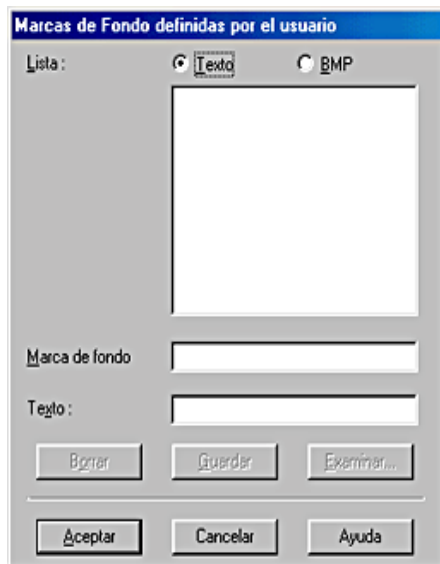 Marcas de Fondo definidas por el usuario
Lista : Texto BMP
Marca de fondo
Texto :
Borrar Guardar Examinar...
Aceptar Cancelar Ayuda